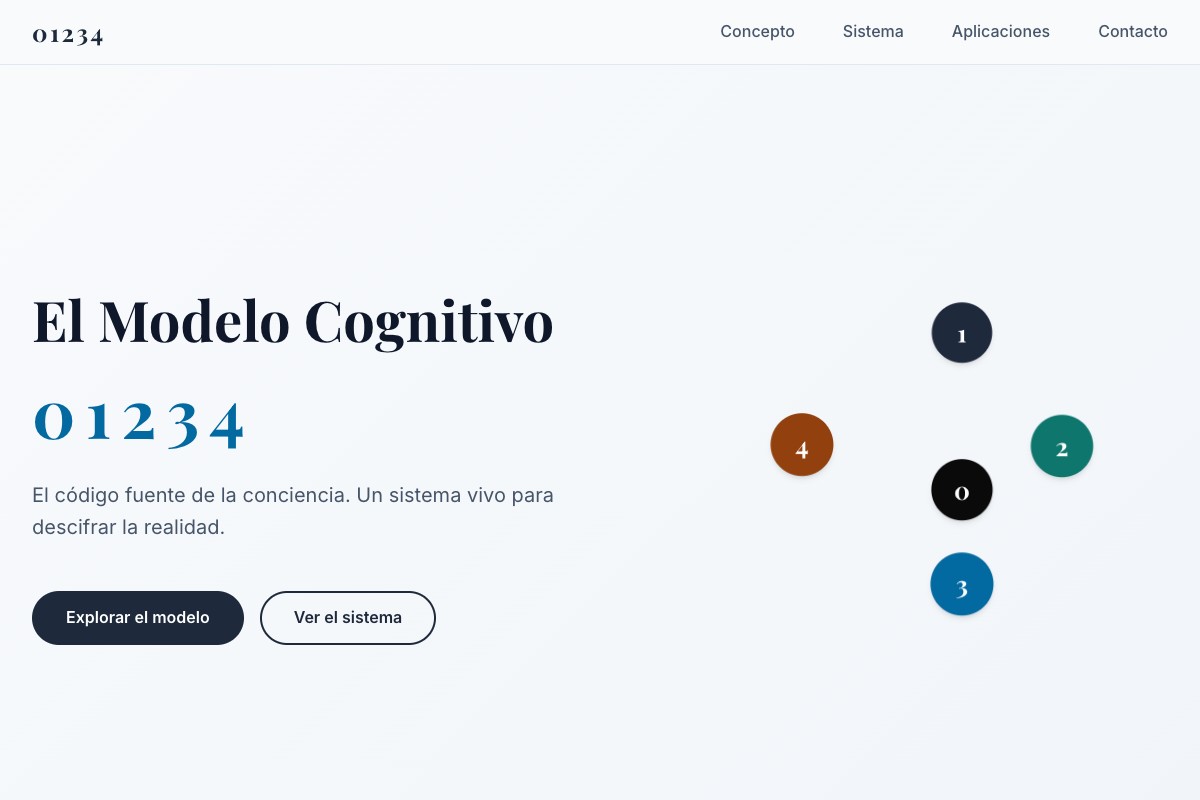 01234
Concepto Sistema Aplicaciones Contacto
El Modelo Cognitivo
01234
El código fuente de la conciencia. Un sistema vivo para
descifrar la realidad.
Explorar el modelo Ver el sistema
1
4
2
0
3